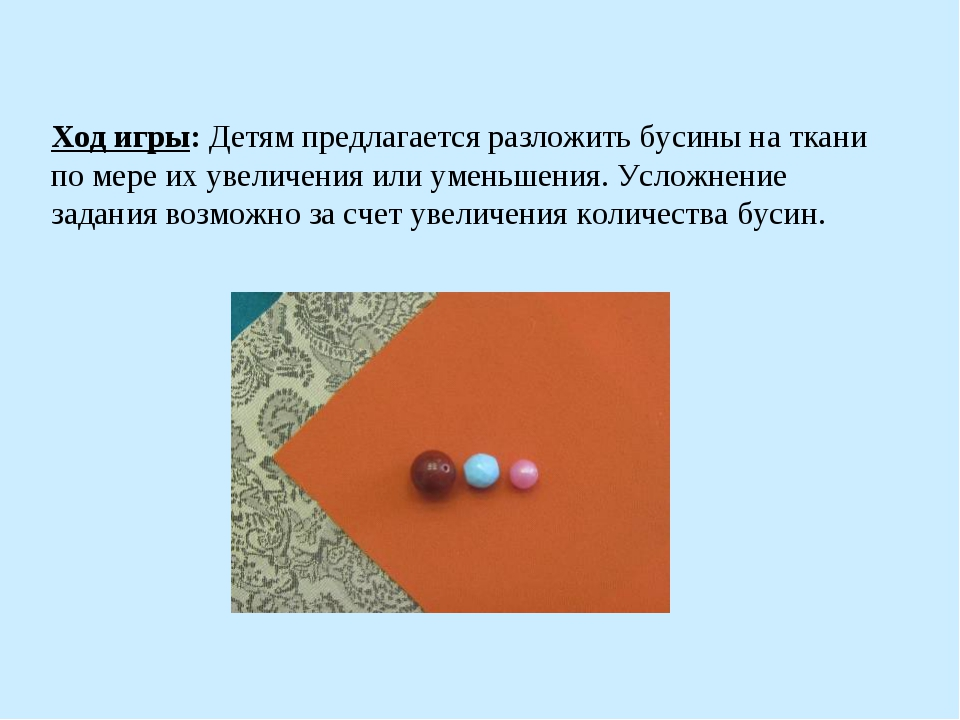 Ход игры: Детям предлагается разложить бусины на ткани
по мере их увеличения или уменьшения. Усложнение
задания возможно за счет увеличения количества бусин.